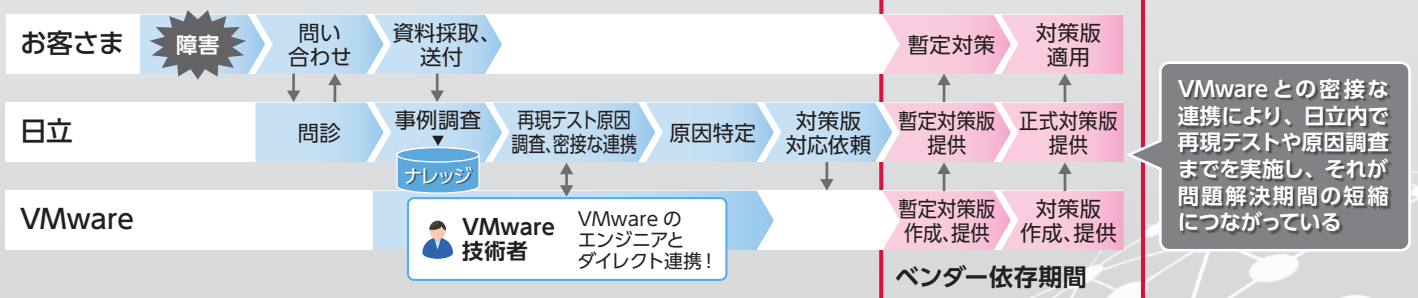 お客さま
障害
問い
合わせ
資料採取、
送付
暫定対策
対策版
適用
日立
問診
事例調査
ナレッジ
再現テスト原因
調査、密接な連携
原因特定
対策版
対応依頼
暫定対策版
提供
正式対策版
提供
VMware
VMware
技術者
VMware の
エンジニアと
ダイレクト連携！
暫定対策版
作成、提供
対策版
作成、提供
ベンダー依存期間
VMwareとの密接な
連携により、日立内で
再現テストや原因調査
までを実施し、それが
問題解決期間の短縮
につながっている